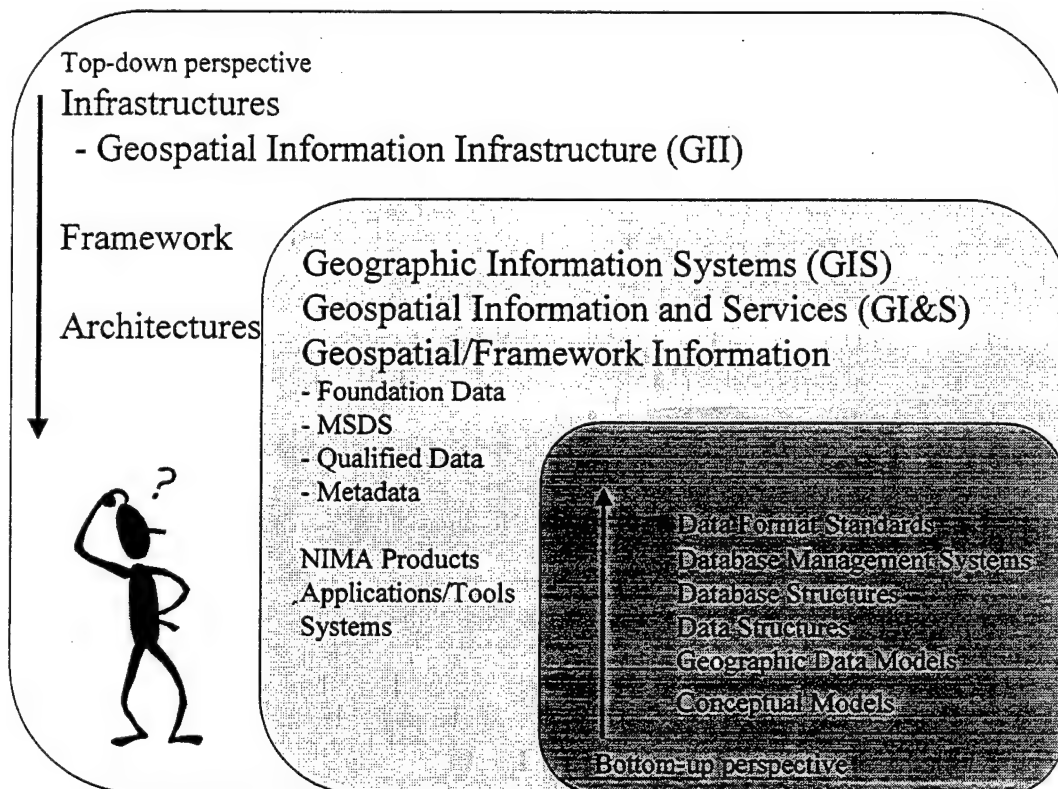 Top-down perspective
Infrastructures
- Geospatial Information Infrastructure (GII)
Framework
Architectures
?
Geographic Information Systems (GIS)
Geospatial Information and Services (GI&S)
Geospatial/Framework Information
- Foundation Data
- MSDS
- Qualified Data
- Metadata
NIMA Products
Applications/Tools
Systems
Data Format Standards
Database Management Systems
Database Structures
Data Structures
Geographic Data Models
Conceptual Models
Bottom-up perspective